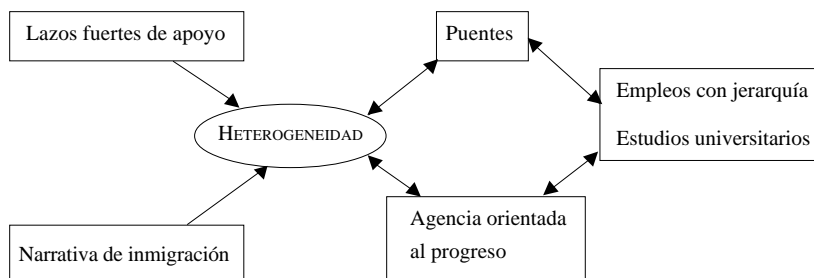 Lazos fuertes de apoyo
Puentes
Empleos con jerarquía
Estudios universitarios
HETEROGENEIDAD
Agencia orientada
al progreso
Narrativa de inmigración